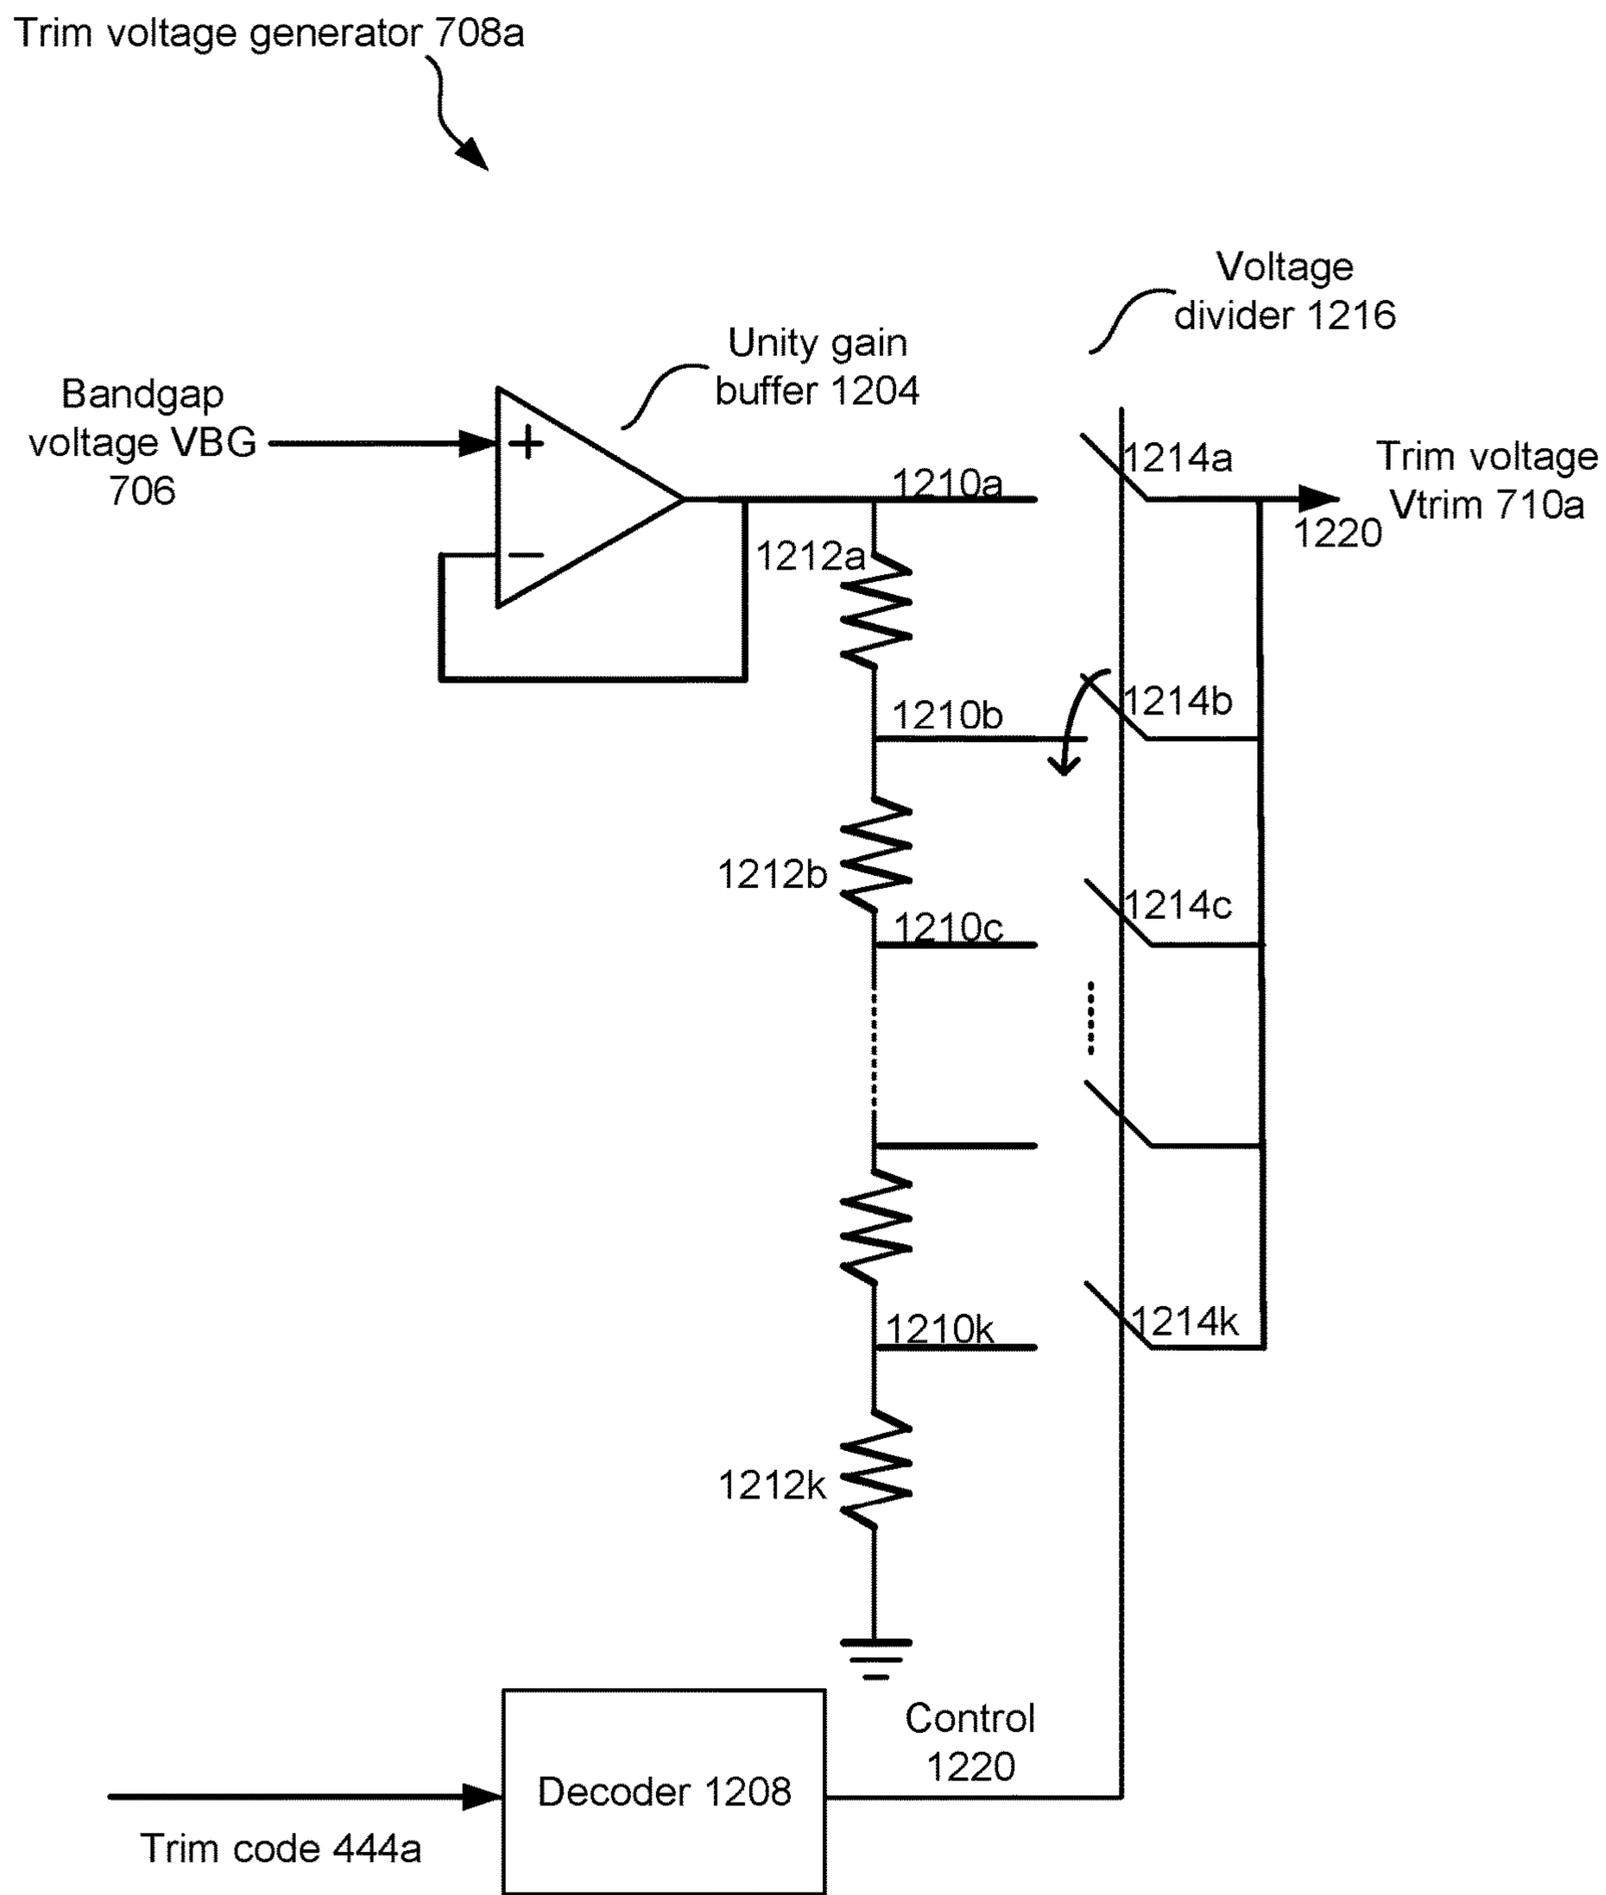 Trim voltage generator 708a
Voltage
divider 1216
Unity gain
buffer 1204
Bandgap
voltage VBG
706
+
−
1210a
1214a
Trim voltage
Vtrim 710a
1220
1212a
1210b
1214b
1212b
1210c
1214c
1210k
1214k
1212k
Control
1220
Decoder 1208
Trim code 444a